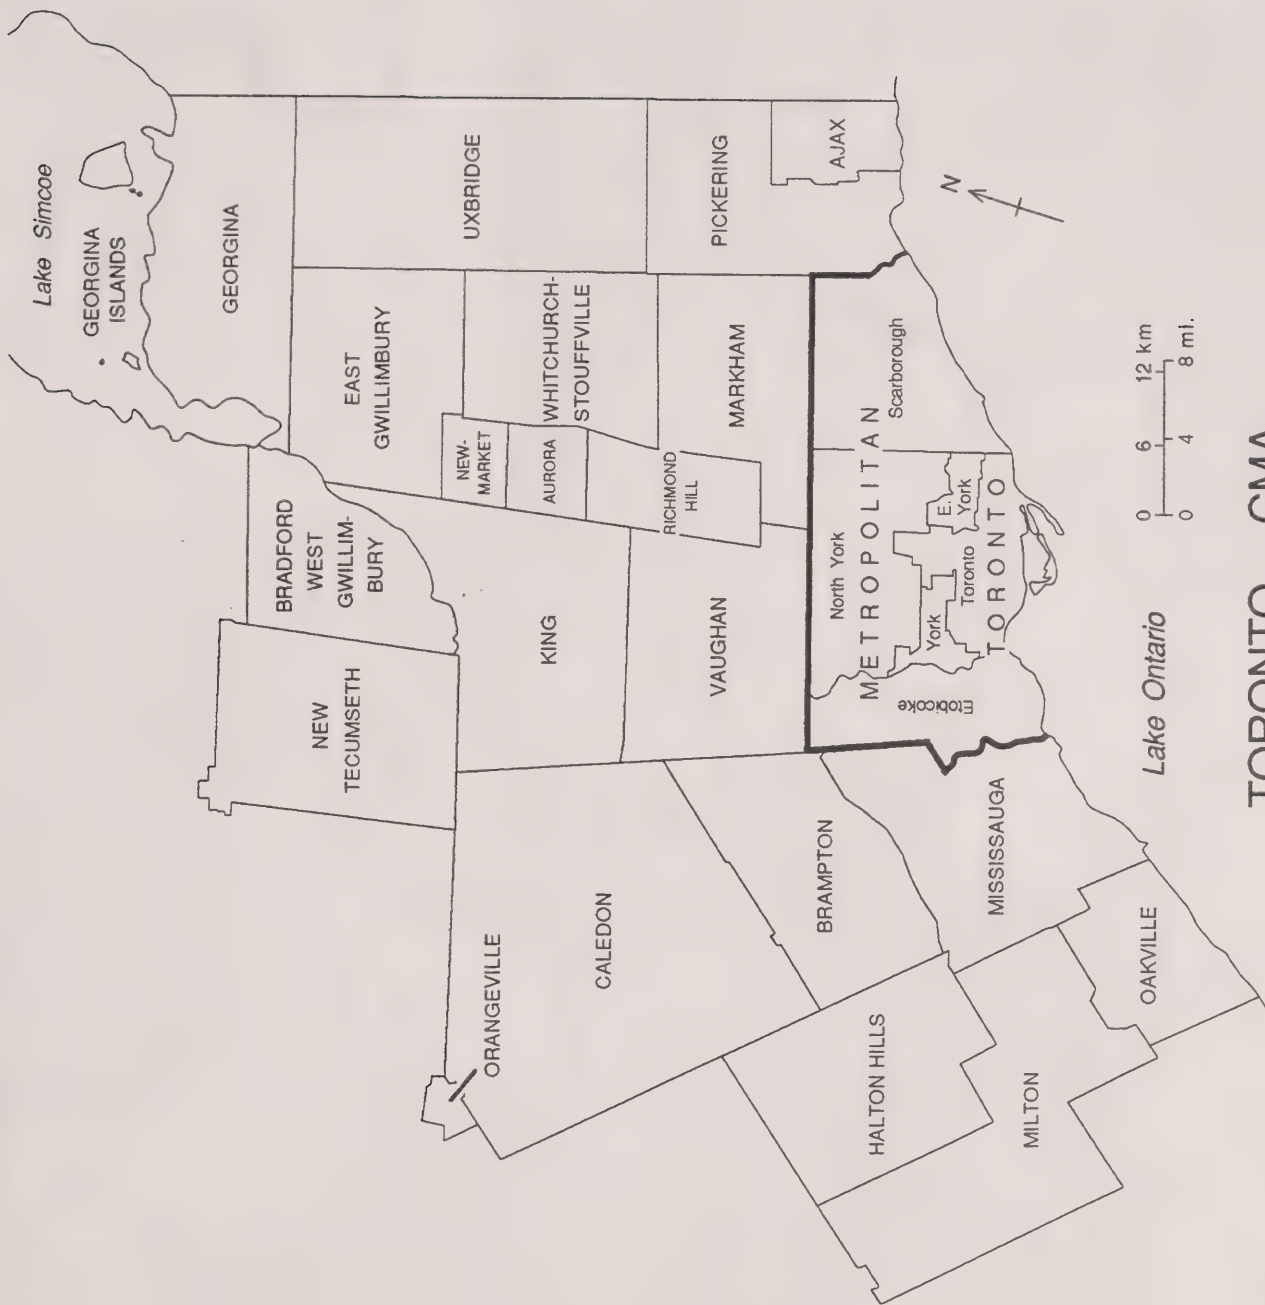 Lake Simcoe
GEORGINA
ISLANDS
GEORGINA
BRADFORD
WEST
GWILLIM-
BURY
NEW
TECUMSETH
EAST
GWILLIMBURY
UXBRIDGE
NEW-
MARKET
ORANGEVILLE
AURORA
WHITCHURCH-
STOUFFVILLE
KING
CALEDON
RICHMOND
HILL
VAUGHAN
MARKHAM
PICKERING
BRAMPTON
AJAX
North York
METROPOLITAN
Scarborough
HALTON HILLS
Etobicoke
York
E.
York
Toronto
TORONTO
N
MISSISSAUGA
MILTON
OAKVILLE
Lake Ontario
0 6 12 km
0 4 8 mi.
TORONTO CMA